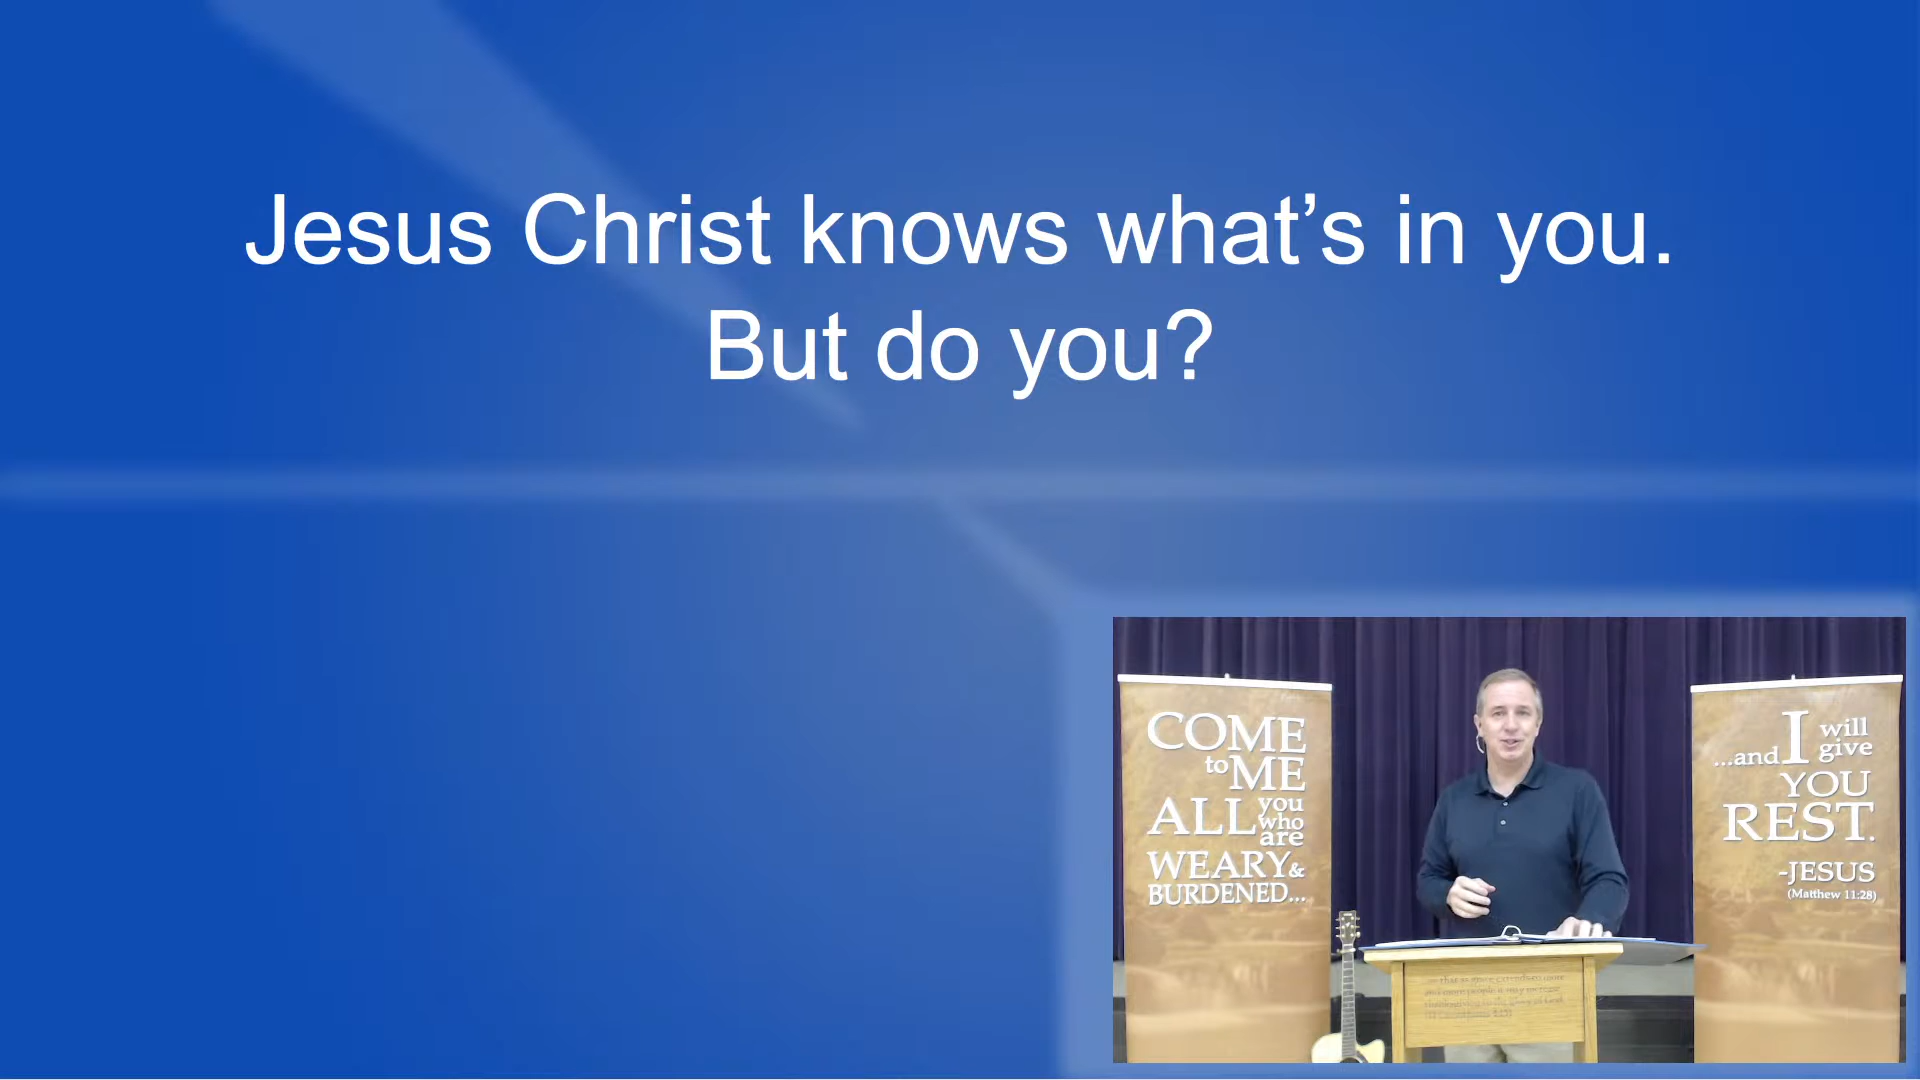 Jesus Christ knows what’s in you.
But do you?
COME
to ME
ALL you
who
are
WEARY &
BURDENED...
...and I will
give
YOU
REST.
-JESUS
(Matthew 11:28)